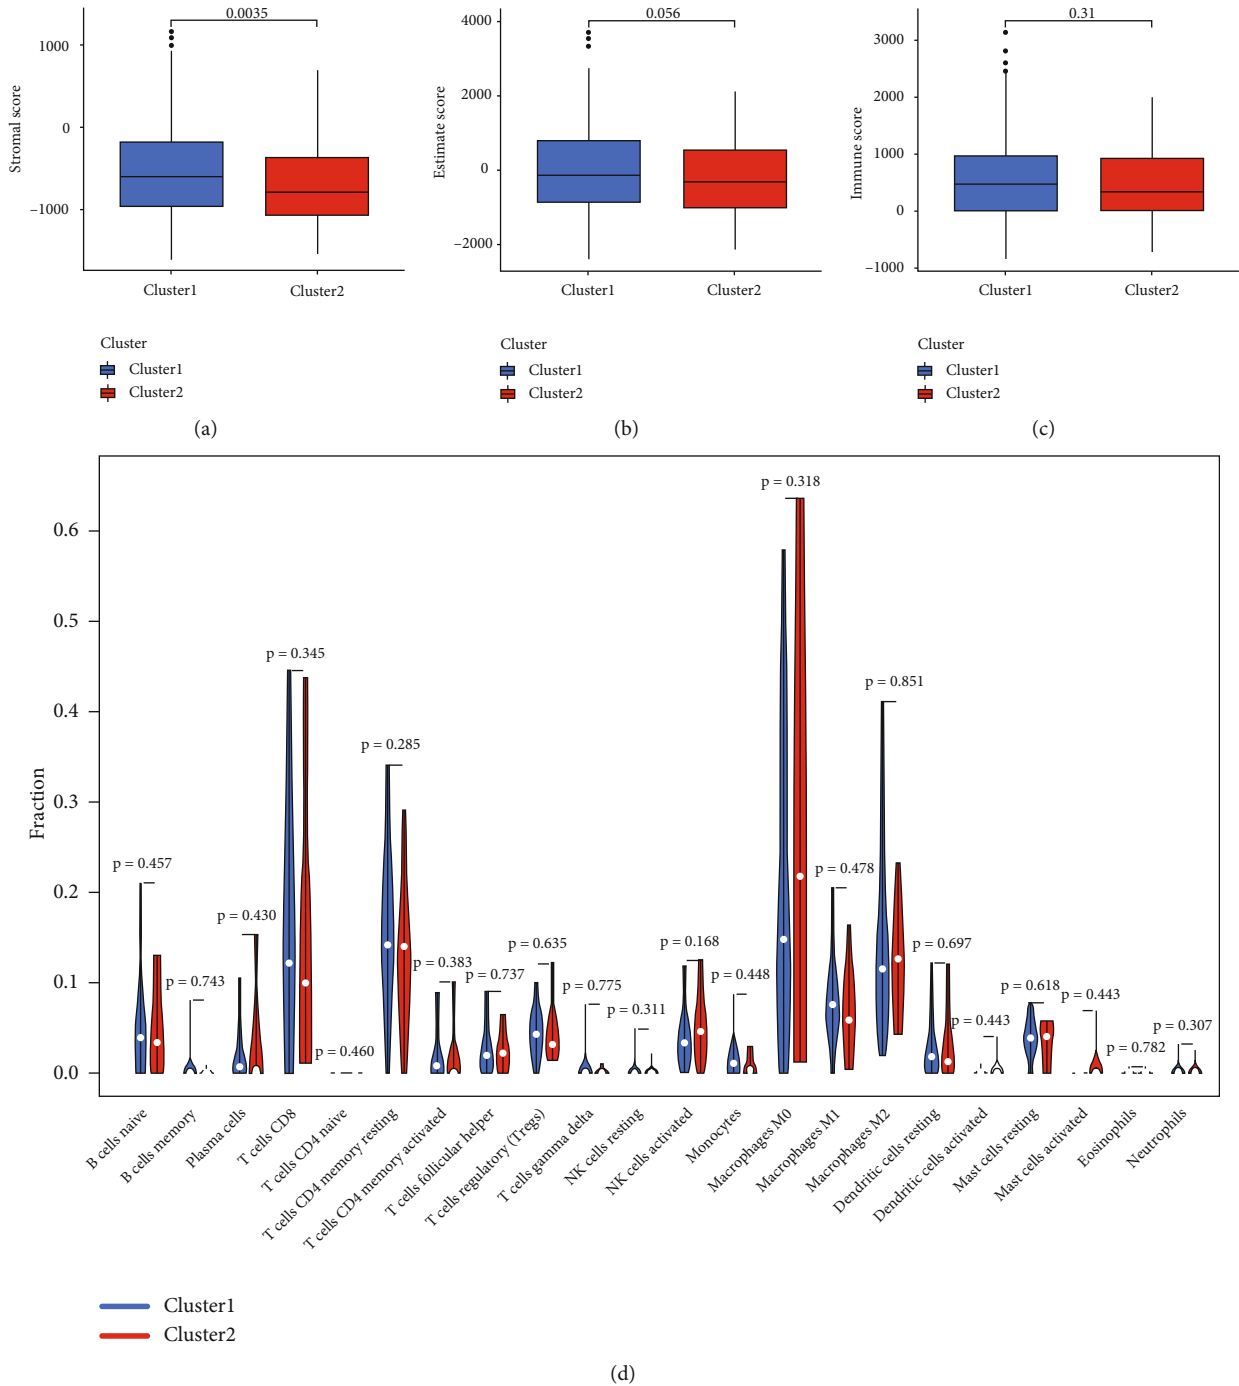 0.0035
1000
0
−1000
Stromal score
Cluster1
Cluster2
Cluster
Cluster1
Cluster2
(a)
0.056
4000
2000
0
−2000
Estimate score
Cluster1
Cluster2
Cluster
Cluster1
Cluster2
(b)
0.31
3000
2000
1000
0
−1000
Immune score
Cluster1
Cluster2
Cluster
Cluster1
Cluster2
(c)
Fraction
0.6
0.5
0.4
0.3
0.2
0.1
0.0
p = 0.457
p = 0.743
p = 0.430
p = 0.345
p = 0.460
p = 0.285
p = 0.383
p = 0.737
p = 0.635
p = 0.775
p = 0.311
p = 0.168
p = 0.448
p = 0.318
p = 0.478
p = 0.851
p = 0.697
p = 0.443
p = 0.618
p = 0.443
p = 0.782
p = 0.307
B cells naive
B cells memory
Plasma cells
T cells CD8
T cells CD4 naive
T cells CD4 memory resting
T cells CD4 memory activated
T cells follicular helper
T cells regulatory (Tregs)
T cells gamma delta
NK cells resting
NK cells activated
Monocytes
Macrophages M0
Macrophages M1
Macrophages M2
Dendritic cells resting
Dendritic cells activated
Mast cells resting
Mast cells activated
Eosinophils
Neutrophils
Cluster1
Cluster2
(d)